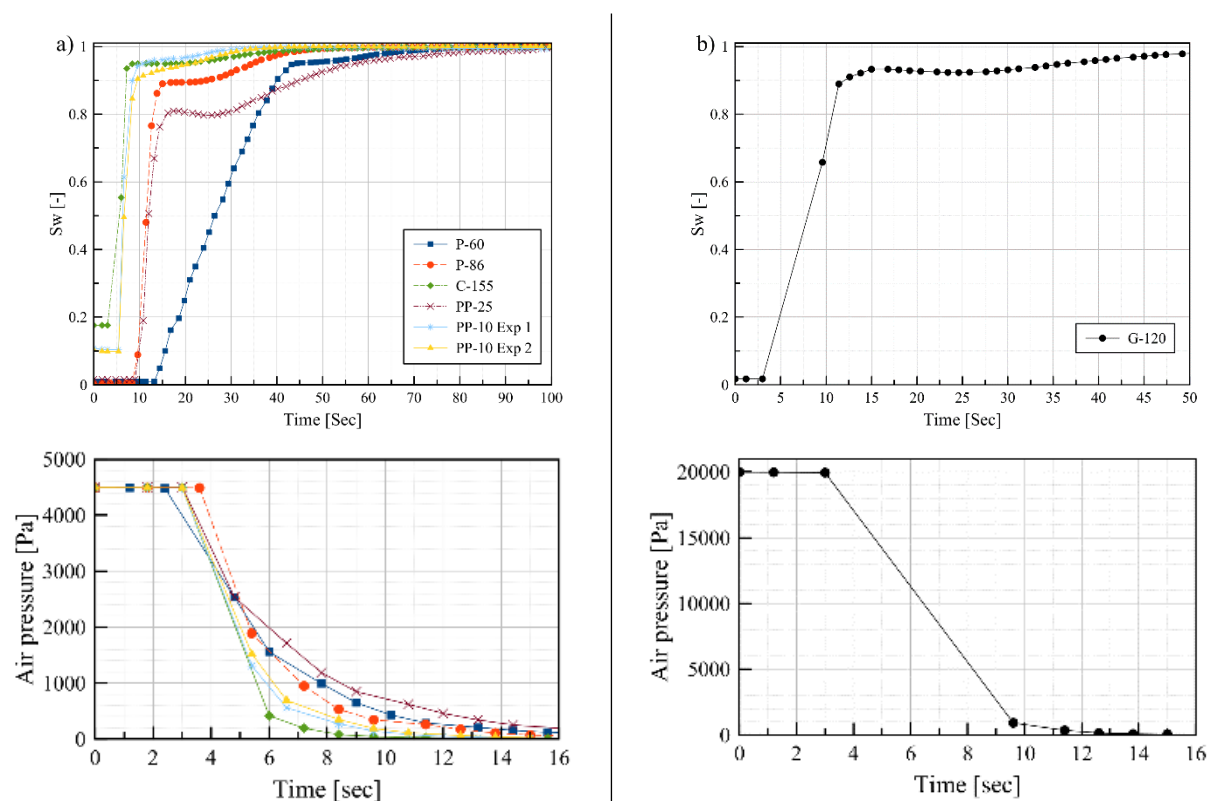 a)
Sw [-]
1
0.8
0.6
0.4
0.2
0
0 10 20 30 40 50 60 70 80 90 100
Time [Sec]
P-60
P-86
C-155
PP-25
PP-10 Exp 1
PP-10 Exp 2
b)
Sw [-]
1
0.8
0.6
0.4
0.2
0
0 5 10 15 20 25 30 35 40 45 50
Time [Sec]
G-120
Air pressure [Pa]
5000
4000
3000
2000
1000
0
0 2 4 6 8 10 12 14 16
Time [sec]
Air pressure [Pa]
20000
15000
10000
5000
0
0 2 4 6 8 10 12 14 16
Time [sec]